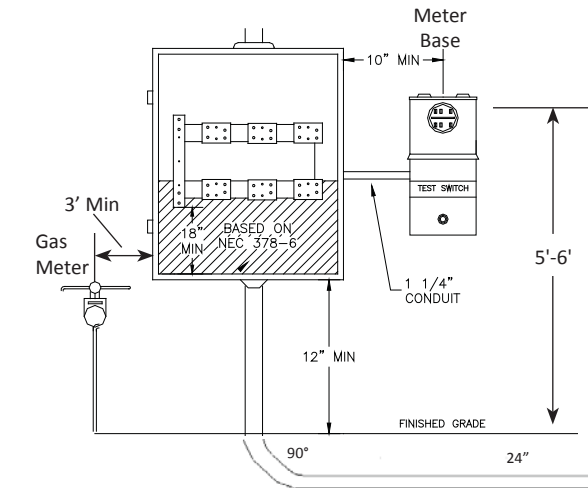 Meter
Base
10" MIN
TEST SWITCH
3' Min
Gas
Meter
18"
MIN
BASED ON
NEC 378-6
5'-6'
1 1/4"
CONDUIT
12" MIN
FINISHED GRADE
90°
24"